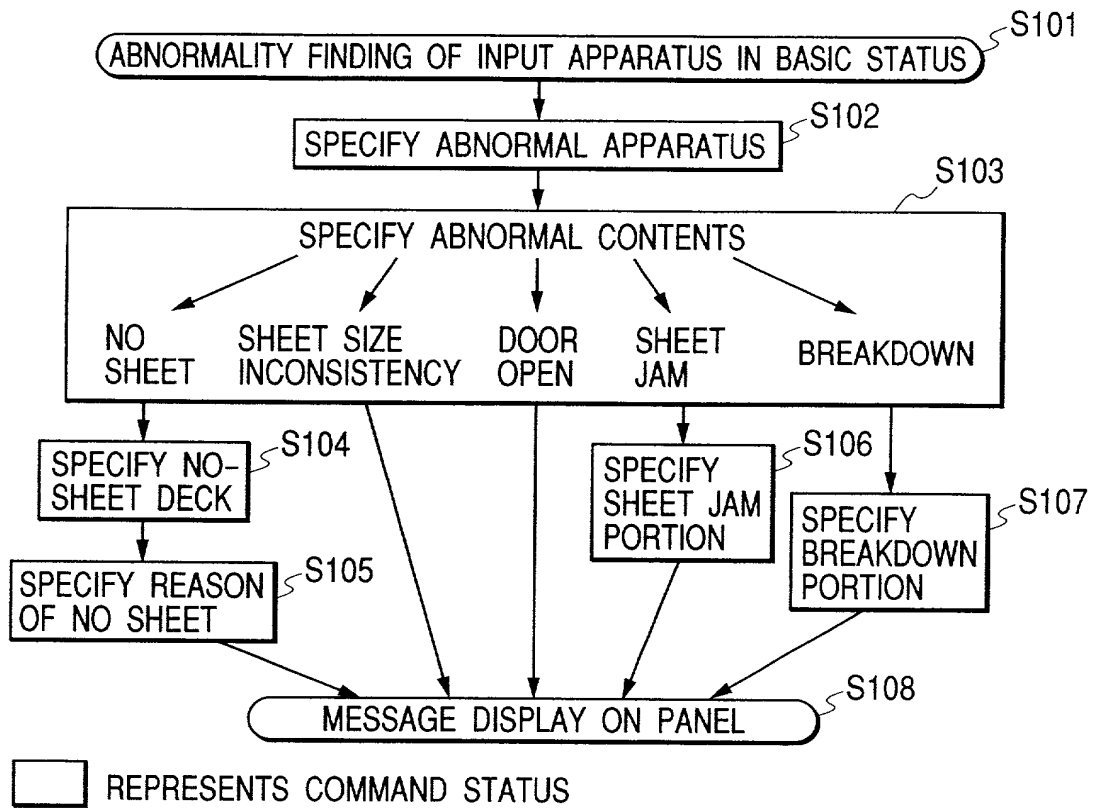 S101
ABNORMALITY FINDING OF INPUT APPARATUS IN BASIC STATUS
S102
SPECIFY ABNORMAL APPARATUS
S103
SPECIFY ABNORMAL CONTENTS
NO
SHEET
SHEET SIZE
INCONSISTENCY
DOOR
OPEN
SHEET
JAM
BREAKDOWN
S104
SPECIFY NO-
SHEET DECK
S105
SPECIFY REASON
OF NO SHEET
S106
SPECIFY
SHEET JAM
PORTION
S107
SPECIFY
BREAKDOWN
PORTION
S108
MESSAGE DISPLAY ON PANEL
REPRESENTS COMMAND STATUS